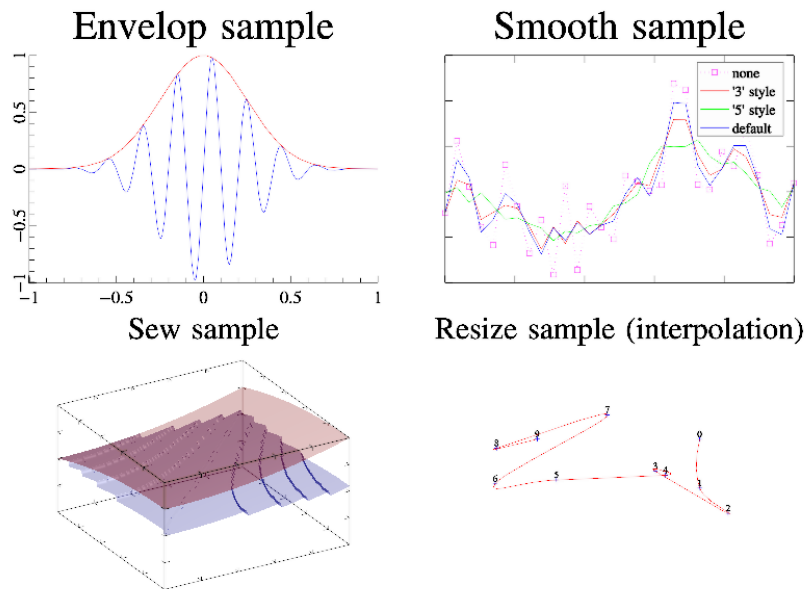 Envelop sample
Smooth sample
1
0.5
0
−0.5
−1
−1
−0.5
0
0.5
1
none
'3' style
'5' style
default
Sew sample
Resize sample (interpolation)
7
8
9
0
3
4
5
6
1
2